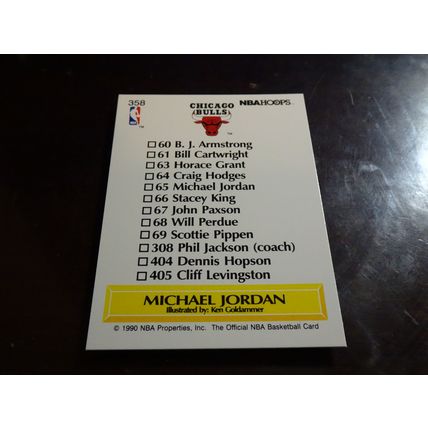 358
CHICAGO
BULLS
NBA HOOPS
60 B. J. Armstrong
61 Bill Cartwright
63 Horace Grant
64 Craig Hodges
65 Michael Jordan
66 Stacey King
67 John Paxson
68 Will Perdue
69 Scottie Pippen
308 Phil Jackson (coach)
404 Dennis Hopson
405 Cliff Levingston
MICHAEL JORDAN
Illustrated by: Ken Goldammer
© 1990 NBA Properties, Inc. The Official NBA Basketball Card